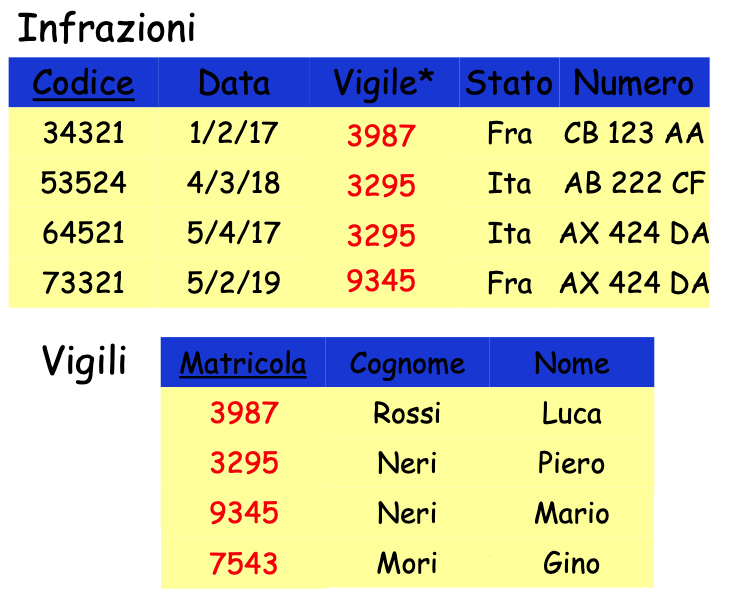 Infrazioni
Codice Data Vigile* Stato Numero
34321 1/2/17 3987 Fra CB 123 AA
53524 4/3/18 3295 Ita AB 222 CF
64521 5/4/17 3295 Ita AX 424 DA
73321 5/2/19 9345 Fra AX 424 DA
Vigili
Matricola Cognome Nome
3987 Rossi Luca
3295 Neri Piero
9345 Neri Mario
7543 Mori Gino